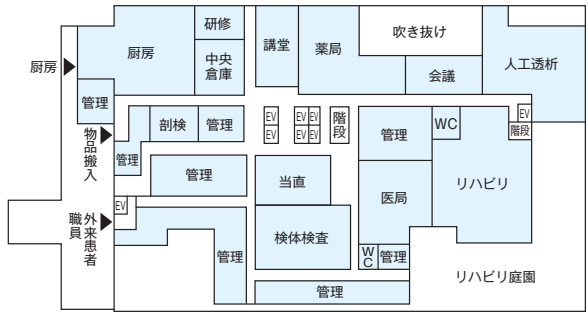 研修
厨房
中央
倉庫
講堂
薬局
吹き抜け
会議
人工透析
厨房
管理
物品搬入
管理
剖検
管理
EV
EV
EV EV
EV EV
階段
管理
WC
EV
階段
管理
当直
医局
リハビリ
EV
外来患者
職員
管理
検体検査
WC
管理
管理
リハビリ庭園